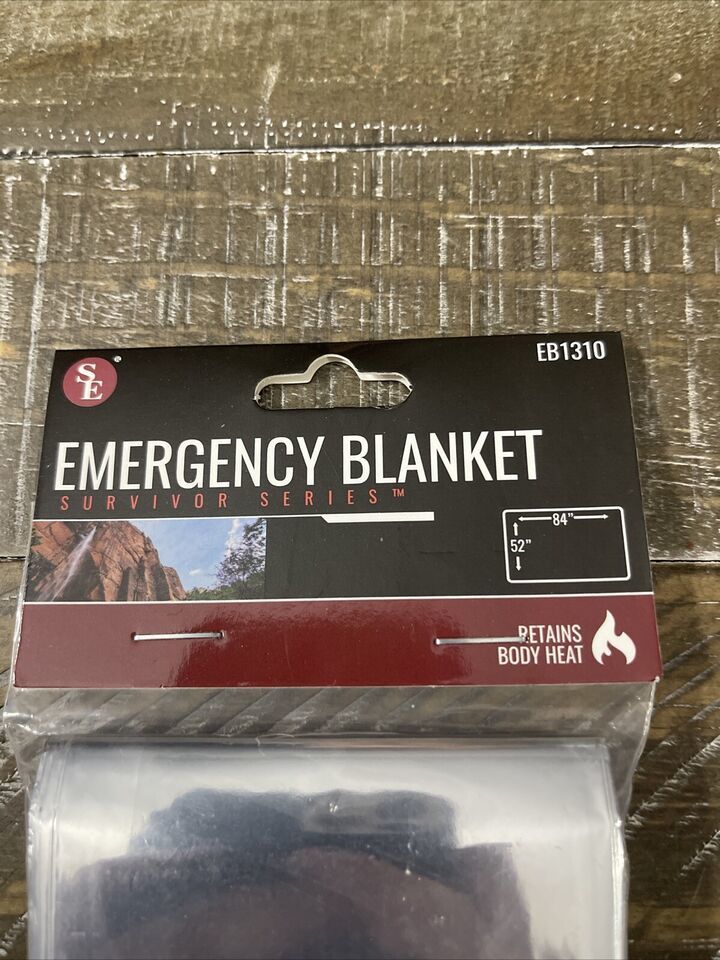 EB1310
SE
EMERGENCY BLANKET
SURVIVOR SERIES™
84"
52"
RETAINS
BODY HEAT